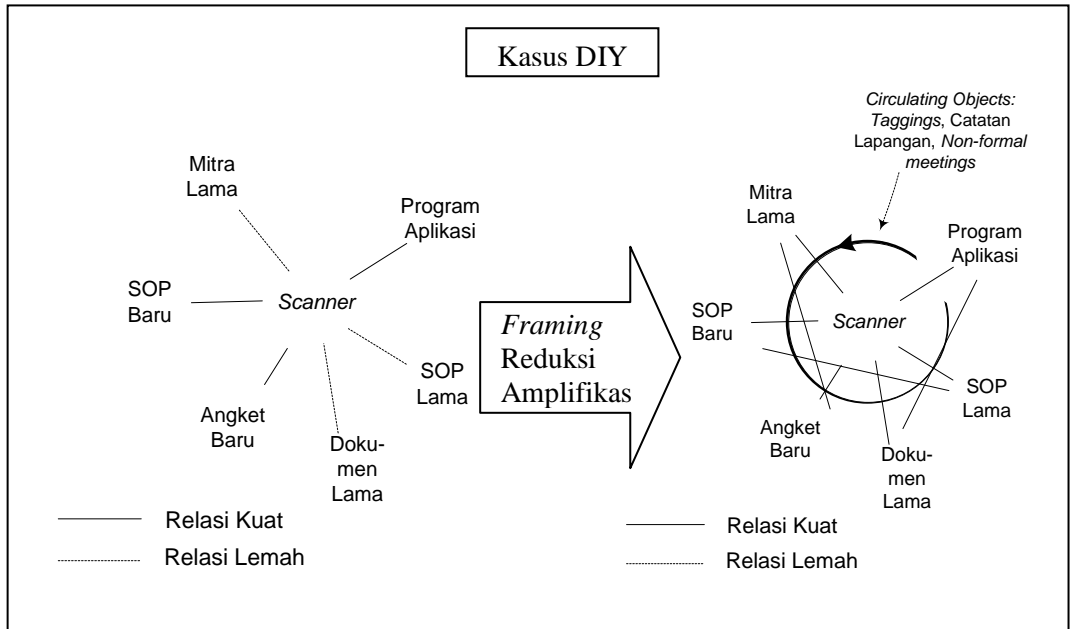 Kasus DIY
Mitra
Lama
Program
Aplikasi
SOP
Baru
Scanner
SOP
Lama
Angket
Baru
Doku-
men
Lama
Relasi Kuat
Relasi Lemah
Framing
Reduksi
Amplifikas
Circulating Objects:
Taggings, Catatan
Lapangan, Non-formal
meetings
Mitra
Lama
Program
Aplikasi
SOP
Baru
Scanner
SOP
Lama
Angket
Baru
Doku-
men
Lama
Relasi Kuat
Relasi Lemah